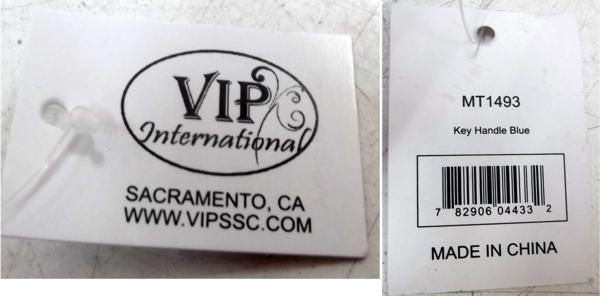 VIP
International
SACRAMENTO, CA
WWW.VIPSSC.COM
MT1493
Key Handle Blue
7 82906 04433 2
MADE IN CHINA